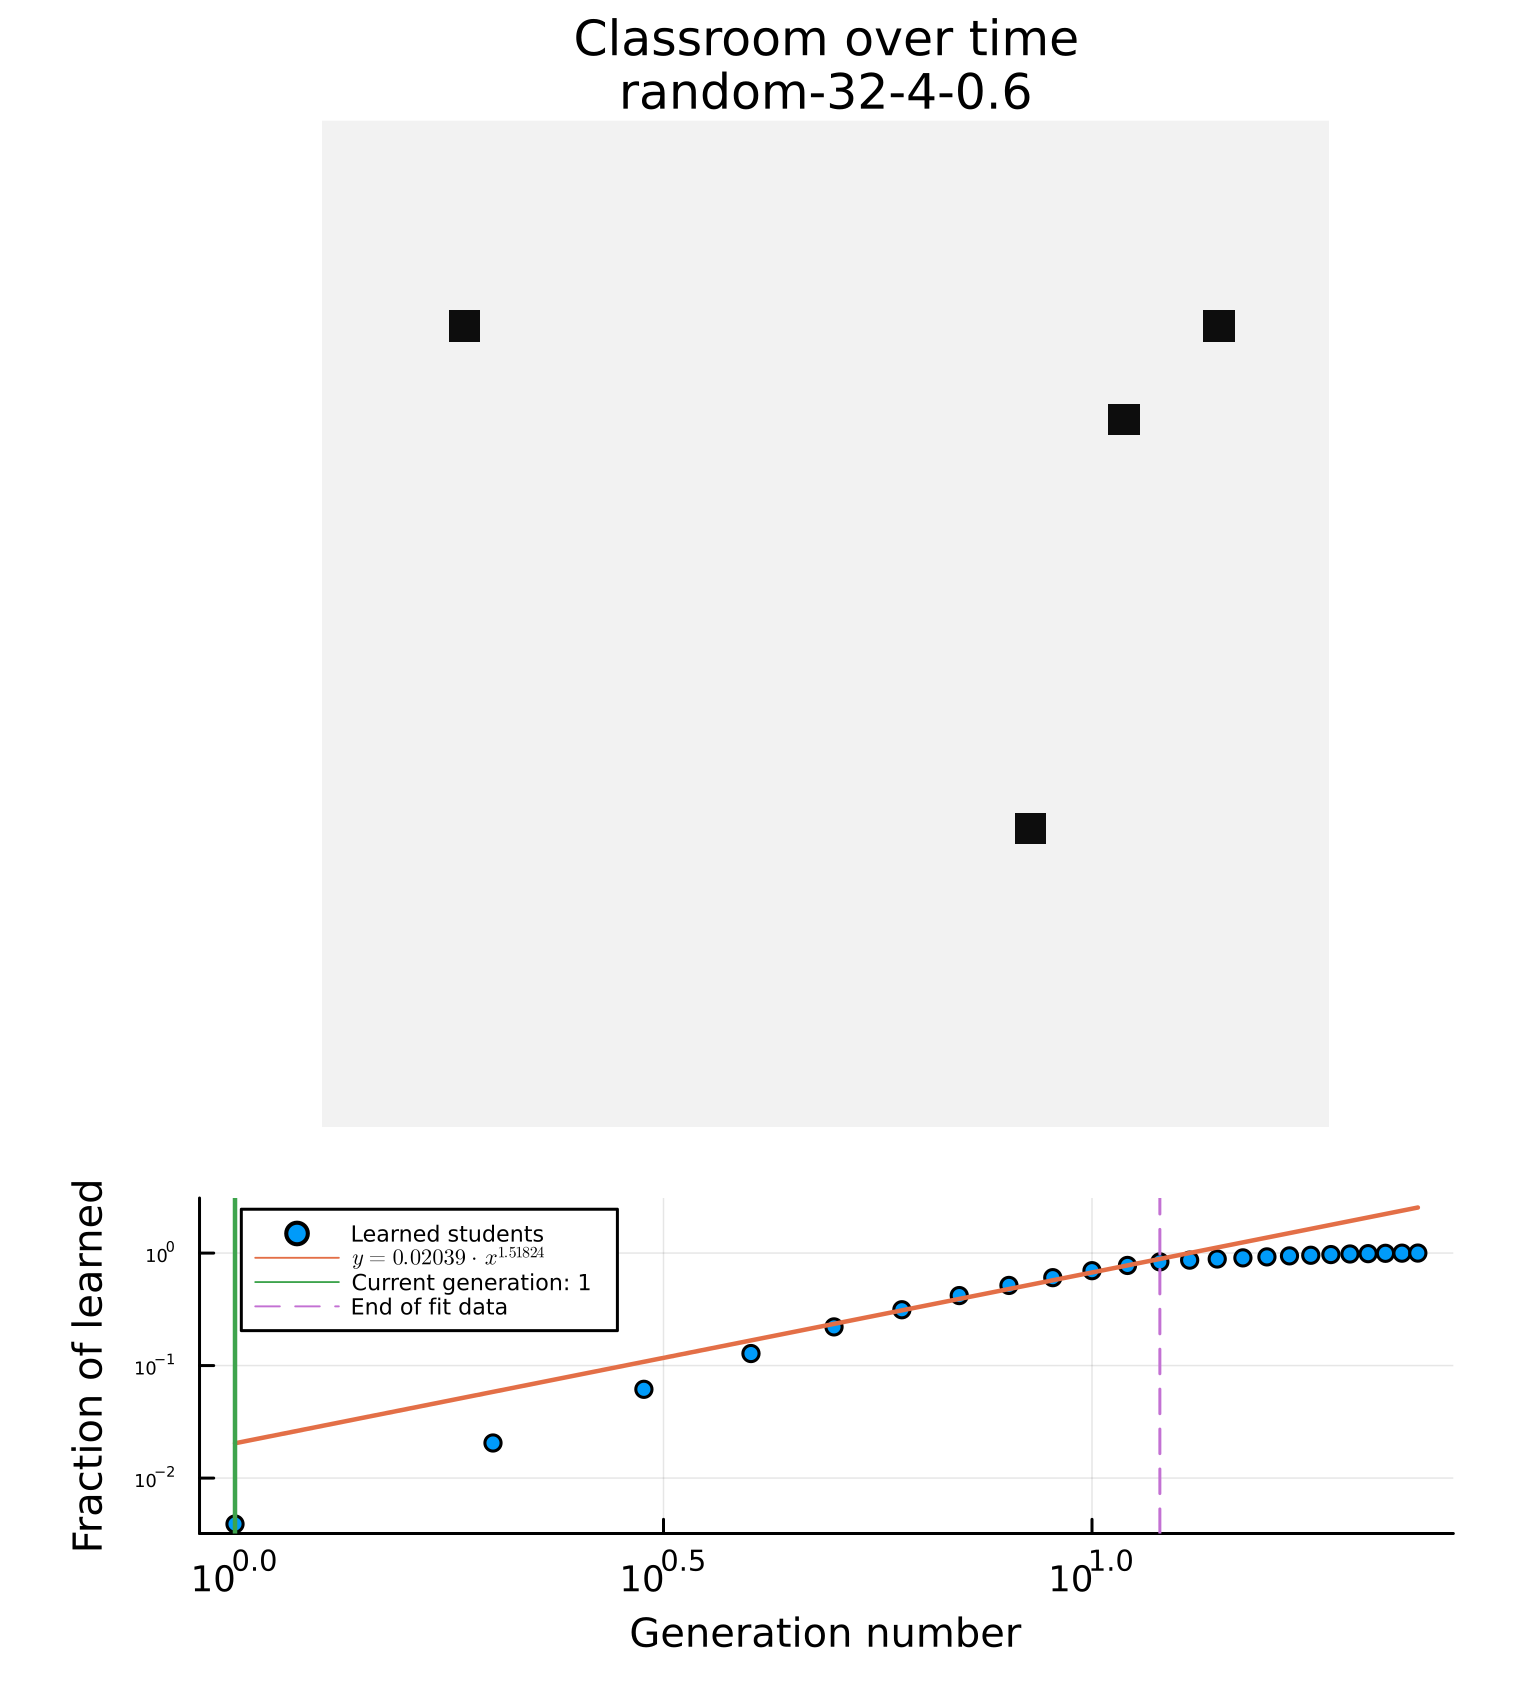 Classroom over time
random-32-4-0.6
Fraction of learned
10^0
10^−1
10^−2
Learned students
y = 0.02039 · x^1.51824
Current generation: 1
End of fit data
10^0.0 10^0.5 10^1.0
Generation number